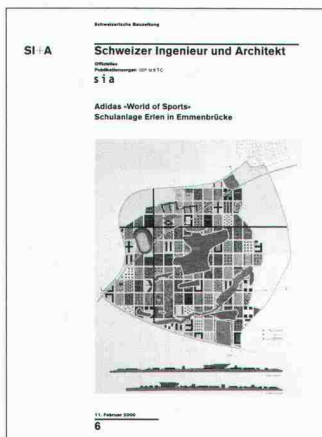 Schweizerische Bauzeitung
SI+A
Schweizer Ingenieur und Architekt
Offizielles
Publikationsorgan
sia
Adidas «World of Sports»
Schulanlage Erlen in Emmenbrücke
11. Februar 2000
6